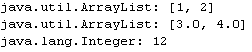 java.util.ArrayList: [1, 2]
java.util.ArrayList: [3.0, 4.0]
java.lang.Integer: 12